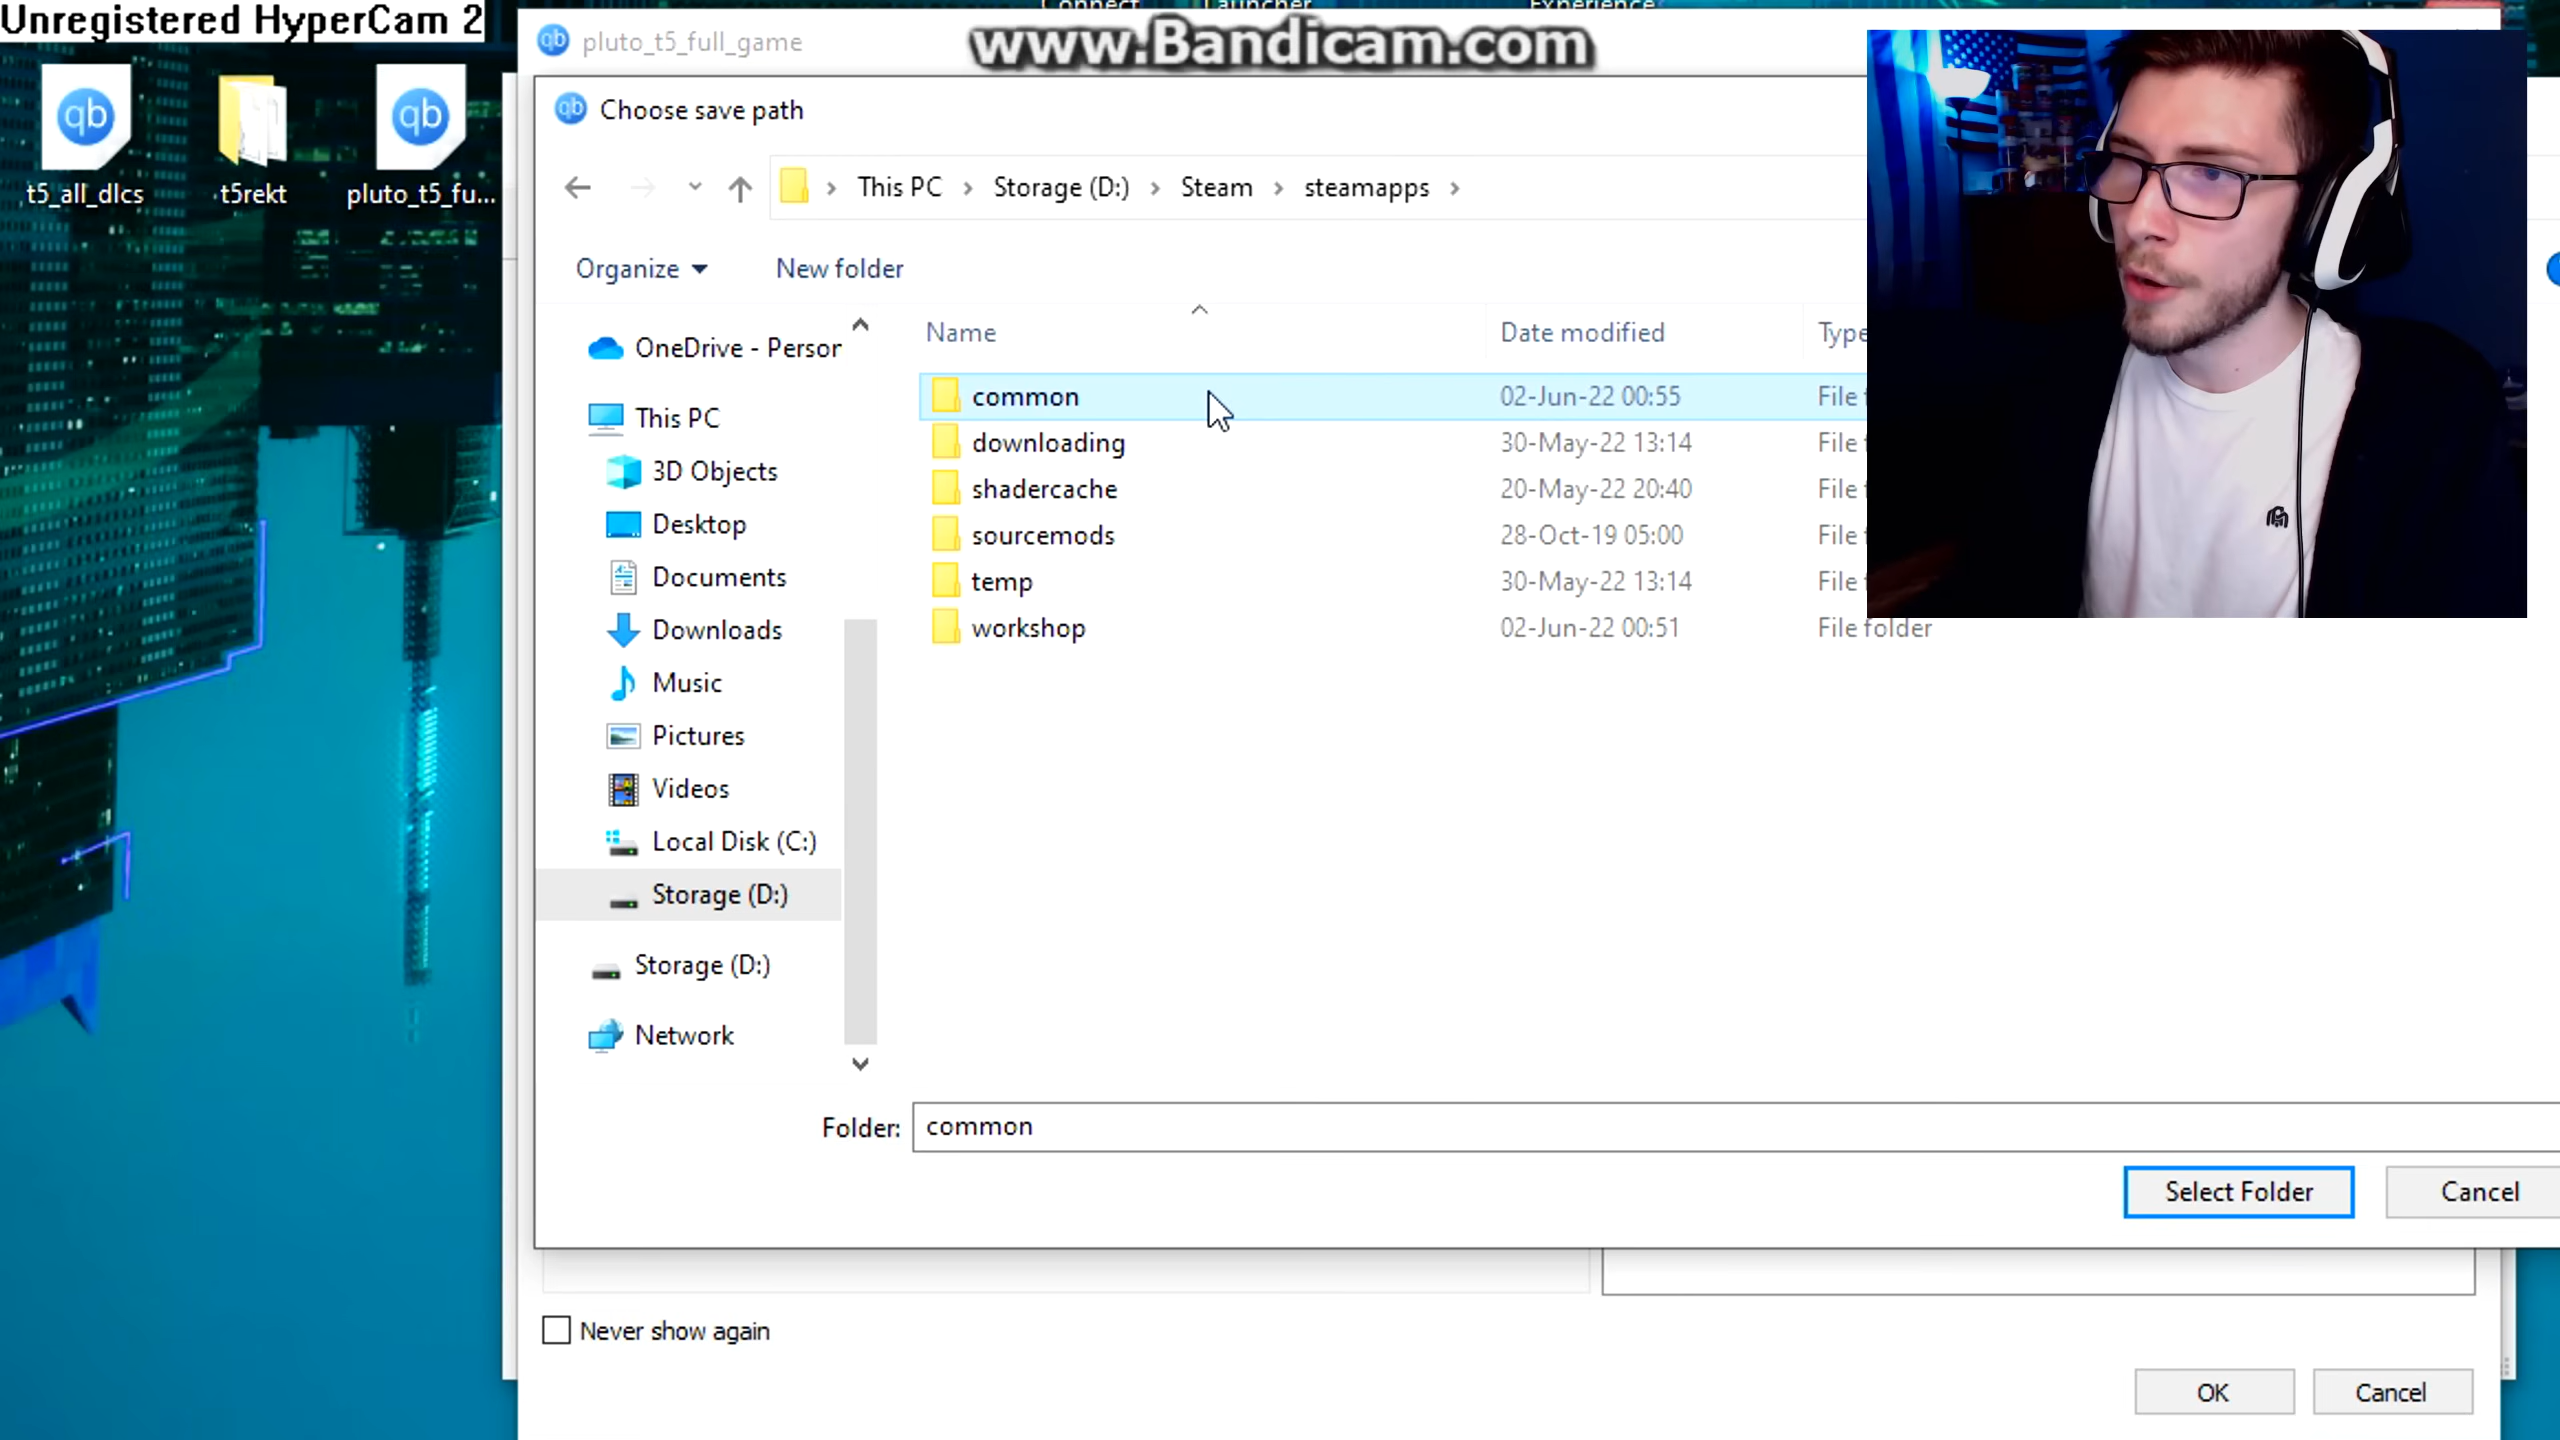 Connect Launcher Experience
Unregistered HyperCam 2
pluto_t5_full_game
www.Bandicam.com
Choose save path
t5_all_dlcs
t5rekt
pluto_t5_fu...
This PC > Storage (D:) > Steam > steamapps >
Organize
New folder
Name
Date modified
Type
OneDrive - Person
This PC
3D Objects
Desktop
Documents
Downloads
Music
Pictures
Videos
Local Disk (C:)
Storage (D:)
Storage (D:)
Network
common 02-Jun-22 00:55 File f
downloading 30-May-22 13:14 File f
shadercache 20-May-22 20:40 File f
sourcemods 28-Oct-19 05:00 File f
temp 30-May-22 13:14 File f
workshop 02-Jun-22 00:51 File folder
Folder: common
Select Folder
Cancel
Never show again
OK
Cancel